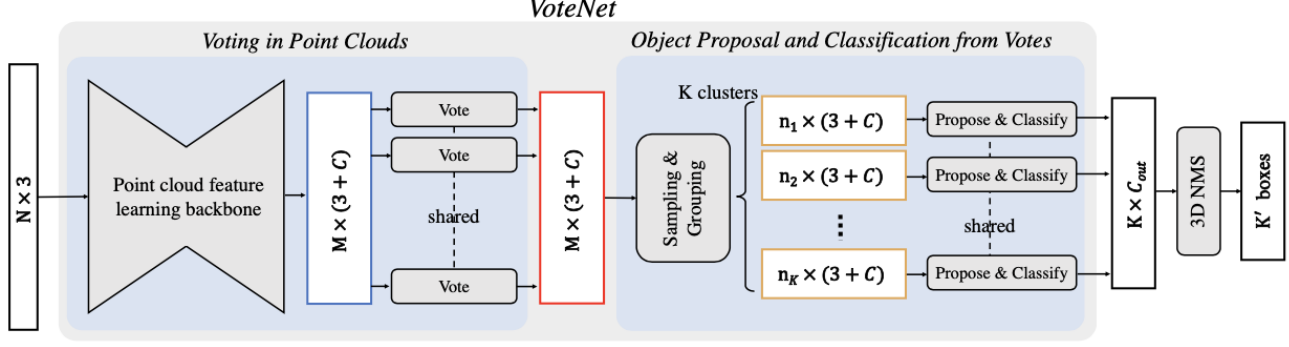 VoteNet
Voting in Point Clouds
Object Proposal and Classification from Votes
N × 3
Point cloud feature
learning backbone
M × (3 + C)
Vote
Vote
shared
Vote
M × (3 + C)
Sampling &
Grouping
K clusters
n₁ × (3 + C)
n₂ × (3 + C)
⋮
n_K × (3 + C)
Propose & Classify
Propose & Classify
shared
Propose & Classify
K × C_out
3D NMS
K′ boxes